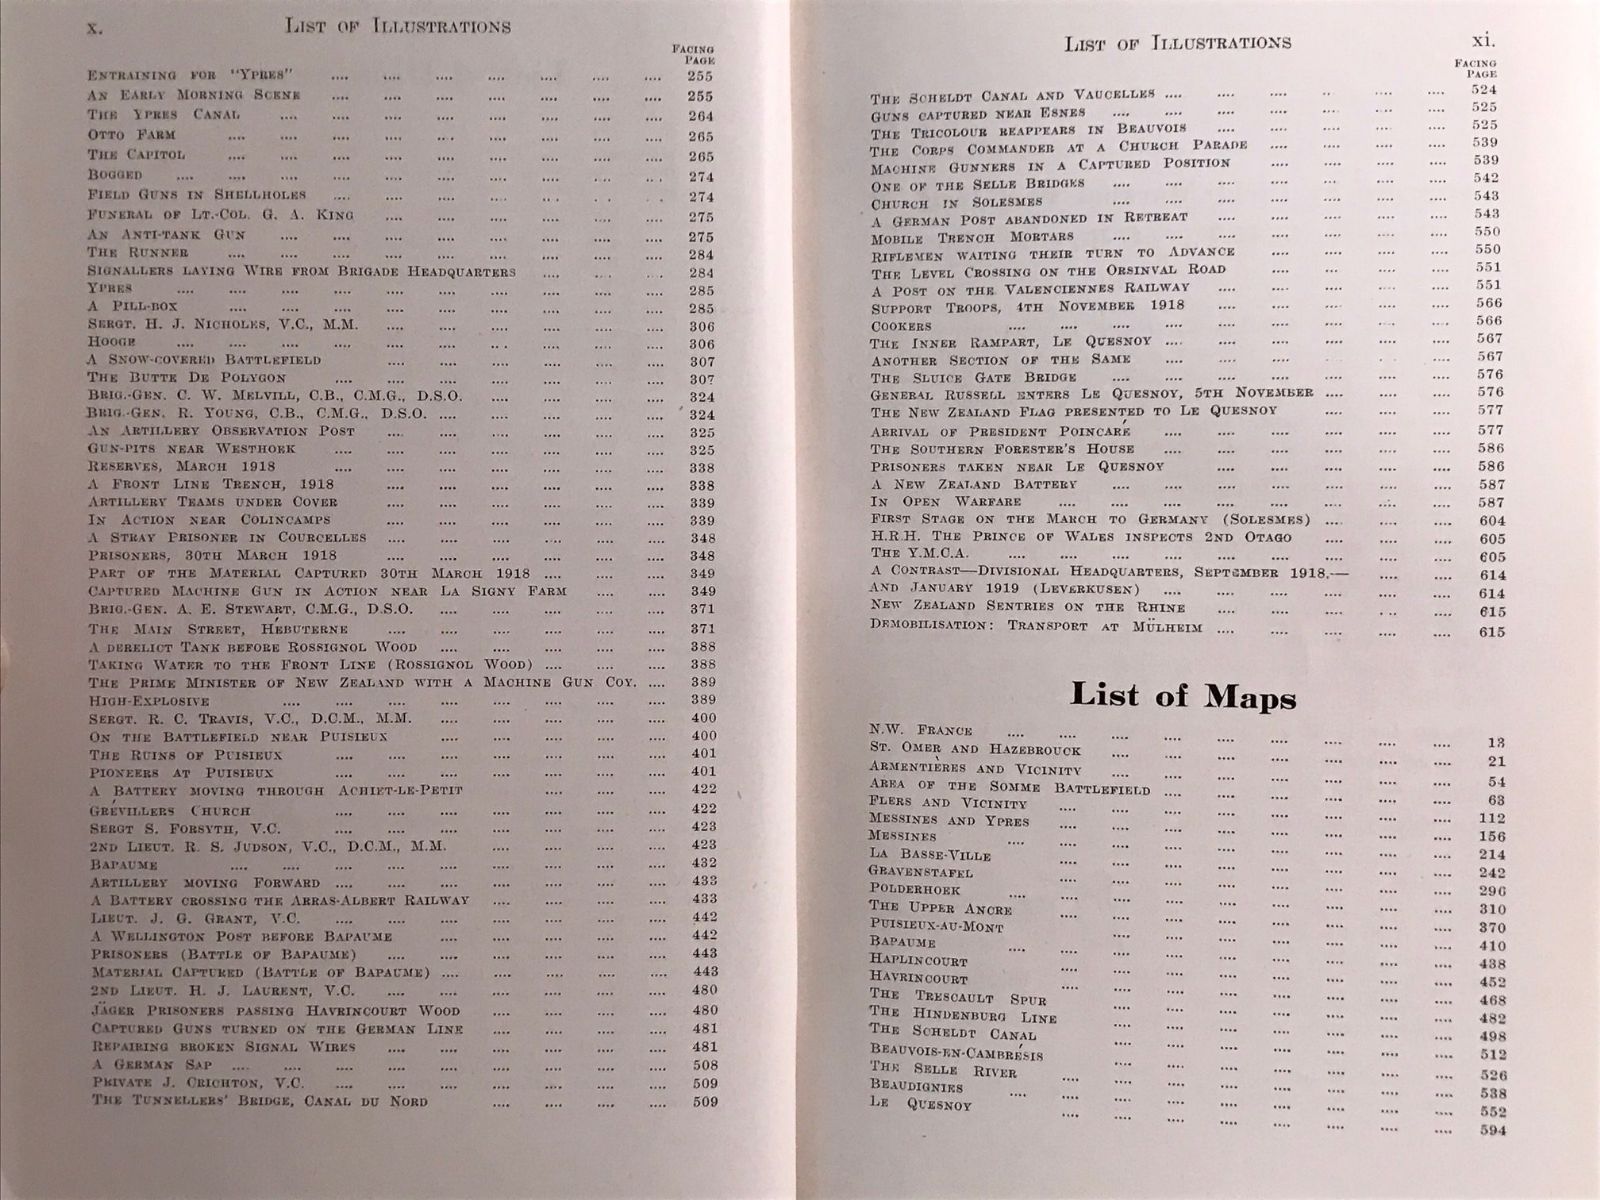 x. List of Illustrations
Facing
Page
Entraining for "Ypres" .... .... .... .... .... .... .... 255
An Early Morning Scene .... .... .... .... .... .... .... 255
The Ypres Canal .... .... .... .... .... .... .... .... 264
Otto Farm .... .... .... .... .... .... .... .... .... 265
The Capitol .... .... .... .... .... .... .... .... .... 265
Bogged .... .... .... .... .... .... .... .... .... .... 274
Field Guns in Shellholes .... .... .... .... .... .... .... 274
Funeral of Lt.-Col. G. A. King .... .... .... .... .... .... 275
An Anti-tank Gun .... .... .... .... .... .... .... .... 275
The Runner .... .... .... .... .... .... .... .... .... 284
Signallers laying Wire from Brigade Headquarters .... .... .... 284
Ypres .... .... .... .... .... .... .... .... .... .... 285
A Pill-box .... .... .... .... .... .... .... .... .... 285
Sergt. H. J. Nicholas, V.C., M.M. .... .... .... .... .... .... 306
Hooge .... .... .... .... .... .... .... .... .... .... 306
A Snow-covered Battlefield .... .... .... .... .... .... 307
The Butte De Polygon .... .... .... .... .... .... .... 307
Brig.-Gen. C. W. Melvill, C.B., C.M.G., D.S.O. .... .... .... .... 324
Brig.-Gen. R. Young, C.B., C.M.G., D.S.O. .... .... .... .... .... 324
An Artillery Observation Post .... .... .... .... .... .... 325
Gun-pits near Westhoek .... .... .... .... .... .... .... 325
Reserves, March 1918 .... .... .... .... .... .... .... 338
A Front Line Trench, 1918 .... .... .... .... .... .... 338
Artillery Teams under Cover .... .... .... .... .... .... 339
In Action near Colincamps .... .... .... .... .... .... 339
A Stray Prisoner in Courcelles .... .... .... .... .... .... 348
Prisoners, 30th March 1918 .... .... .... .... .... .... 348
Part of the Material Captured 30th March 1918 .... .... .... 349
Captured Machine Gun in Action near La Signy Farm .... .... 349
Brig.-Gen. A. E. Stewart, C.M.G., D.S.O. .... .... .... .... .... 371
The Main Street, Hébuterne .... .... .... .... .... .... 371
A derelict Tank before Rossignol Wood .... .... .... .... .... 388
Taking Water to the Front Line (Rossignol Wood) .... .... .... 388
The Prime Minister of New Zealand with a Machine Gun Coy. .... 389
High-Explosive .... .... .... .... .... .... .... .... 389
Sergt. R. C. Travis, V.C., D.C.M., M.M. .... .... .... .... .... 400
On the Battlefield near Puisieux .... .... .... .... .... 400
The Ruins of Puisieux .... .... .... .... .... .... .... 401
Pioneers at Puisieux .... .... .... .... .... .... .... 401
A Battery moving through Achiet-le-Petit .... .... .... 422
Grévillers Church .... .... .... .... .... .... .... 422
Sergt S. Forsyth, V.C. .... .... .... .... .... .... .... 423
2nd Lieut. R. S. Judson, V.C., D.C.M., M.M. .... .... .... .... 423
Bapaume .... .... .... .... .... .... .... .... .... 432
Artillery moving Forward .... .... .... .... .... .... .... 433
A Battery crossing the Arras-Albert Railway .... .... .... .... 433
Lieut. J. G. Grant, V.C. .... .... .... .... .... .... .... 442
A Wellington Post before Bapaume .... .... .... .... .... 442
Prisoners (Battle of Bapaume) .... .... .... .... .... .... 443
Material Captured (Battle of Bapaume) .... .... .... .... .... 443
2nd Lieut. H. J. Laurent, V.C. .... .... .... .... .... .... 480
Jäger Prisoners passing Havrincourt Wood .... .... .... .... 480
Captured Guns turned on the German Line .... .... .... .... 481
Repairing broken Signal Wires .... .... .... .... .... .... 481
A German Sap .... .... .... .... .... .... .... .... .... 508
Private J. Crichton, V.C. .... .... .... .... .... .... .... 509
The Tunnellers' Bridge, Canal du Nord .... .... .... .... 509
List of Illustrations xi.
Facing
Page
The Scheldt Canal and Vaucelles .... .... .... .... .... .... 524
Guns captured near Esnes .... .... .... .... .... .... .... 525
The Tricolour reappears in Beauvois .... .... .... .... .... 525
The Corps Commander at a Church Parade .... .... .... .... 539
Machine Gunners in a Captured Position .... .... .... .... 539
One of the Selle Bridges .... .... .... .... .... .... .... 542
Church in Solesmes .... .... .... .... .... .... .... 543
A German Post abandoned in Retreat .... .... .... .... .... 543
Mobile Trench Mortars .... .... .... .... .... .... .... 550
Riflemen waiting their turn to Advance .... .... .... .... 550
The Level Crossing on the Orsinval Road .... .... .... .... 551
A Post on the Valenciennes Railway .... .... .... .... .... 551
Support Troops, 4th November 1918 .... .... .... .... .... 566
Cookers .... .... .... .... .... .... .... .... .... 566
The Inner Rampart, Le Quesnoy .... .... .... .... .... .... 567
Another Section of the Same .... .... .... .... .... .... 567
The Sluice Gate Bridge .... .... .... .... .... .... .... 576
General Russell enters Le Quesnoy, 5th November .... .... .... 576
The New Zealand Flag presented to Le Quesnoy .... .... .... 577
Arrival of President Poincaré .... .... .... .... .... .... 577
The Southern Forester's House .... .... .... .... .... .... 586
Prisoners taken near Le Quesnoy .... .... .... .... .... 586
A New Zealand Battery .... .... .... .... .... .... .... 587
In Open Warfare .... .... .... .... .... .... .... .... 587
First Stage on the March to Germany (Solesmes) .... .... .... 604
H.R.H. The Prince of Wales inspects 2nd Otago .... .... .... 605
The Y.M.C.A. .... .... .... .... .... .... .... .... .... 605
A Contrast—Divisional Headquarters, September 1918.— .... .... 614
And January 1919 (Leverkusen) .... .... .... .... .... .... 614
New Zealand Sentries on the Rhine .... .... .... .... .... 615
Demobilisation: Transport at Mülheim .... .... .... .... .... 615
List of Maps
N.W. France .... .... .... .... .... .... .... .... .... 13
St. Omer and Hazebrouck .... .... .... .... .... .... .... 21
Armentières and Vicinity .... .... .... .... .... .... .... 54
Area of the Somme Battlefield .... .... .... .... .... .... 63
Flers and Vicinity .... .... .... .... .... .... .... .... 112
Messines and Ypres .... .... .... .... .... .... .... .... 156
Messines .... .... .... .... .... .... .... .... .... 214
La Basse-Ville .... .... .... .... .... .... .... .... 242
Gravenstafel .... .... .... .... .... .... .... .... 296
Polderhoek .... .... .... .... .... .... .... .... .... 310
The Upper Ancre .... .... .... .... .... .... .... .... 370
Puisieux-au-Mont .... .... .... .... .... .... .... .... 410
Bapaume .... .... .... .... .... .... .... .... .... 438
Haplincourt .... .... .... .... .... .... .... .... 452
Havrincourt .... .... .... .... .... .... .... .... 468
The Trescault Spur .... .... .... .... .... .... .... 482
The Hindenburg Line .... .... .... .... .... .... .... 498
The Scheldt Canal .... .... .... .... .... .... .... 512
Beauvois-en-Cambrésis .... .... .... .... .... .... .... 526
The Selle River .... .... .... .... .... .... .... .... 538
Beaudignies .... .... .... .... .... .... .... .... .... 552
Le Quesnoy .... .... .... .... .... .... .... .... 594